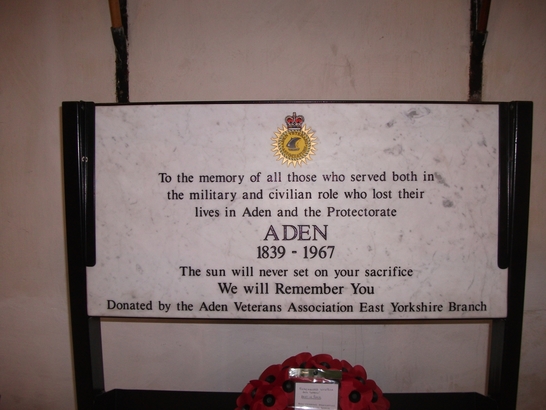 To the memory of all those who served both in
the military and civilian role who lost their
lives in Aden and the Protectorate
ADEN
1839 - 1967
The sun will never set on your sacrifice
We will Remember You
Donated by the Aden Veterans Association East Yorkshire Branch